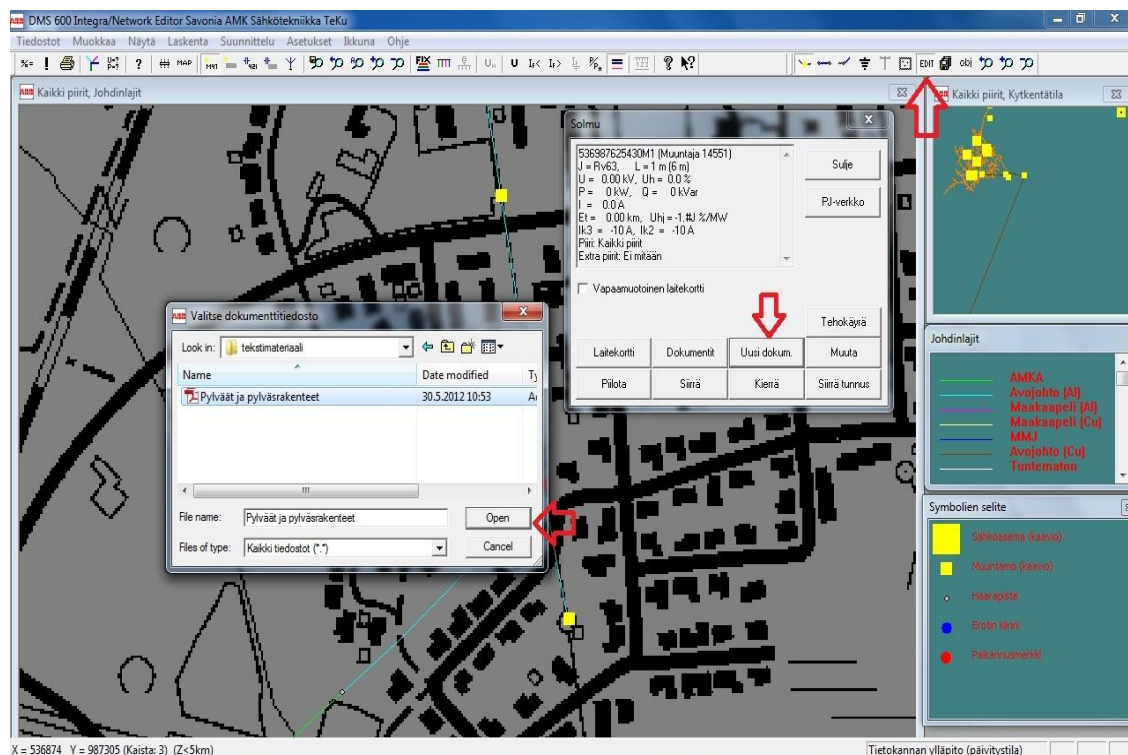 ABB DMS 600 Integra/Network Editor Savonia AMK Sähkötekniikka TeKu
Tiedostot Muokkaa Näytä Laskenta Suunnittelu Asetukset Ikkuna Ohje
MAP
EDIT
obj
ABB Kaikki piirit, Johdinlajit
Kaikki piirit, Kytkentätila
Solmu
536987625430M1 (Muuntaja 14551)
J = Rv63, L = 1 m (6 m)
U = 0.00 kV, Uh = 0.0 %
P = 0 kW, Q = 0 kVar
I = 0.0 A
Et = 0.00 km, Uhj = -1.#J %/MW
Ik3 = -10 A, Ik2 = -10 A
Piiri: Kaikki piirit
Extra piirit: Ei mitään
Sulje
PJ-verkko
Vapaamuotoinen laitekortti
Tehokäyrä
Laitekortti Dokumentit Uusi dokum. Muuta
Piilota Siirrä Kierrä Siirrä tunnus
ABB Valitse dokumenttitiedosto
Look in: tekstimateriaali
Name Date modified Ty
Pylväät ja pylväsrakenteet 30.5.2012 10:53
File name: Pylväät ja pylväsrakenteet Open
Files of type: Kaikki tiedostot (*.*) Cancel
Johdinlajit
AMKA
Avojohto (Al)
Maakaapeli (Al)
Maakaapeli (Cu)
MMJ
Avojohto (Cu)
Tuntematon
Symbolien selite
Sähköasema (kaavio)
Muuntamo (kaavio)
Haarapiste
Erotin kiinni
Paikannusmerkki
X = 536874 Y = 987305 (Kaista: 3) (Z<5km)
Tietokannan ylläpito (päivitystila)